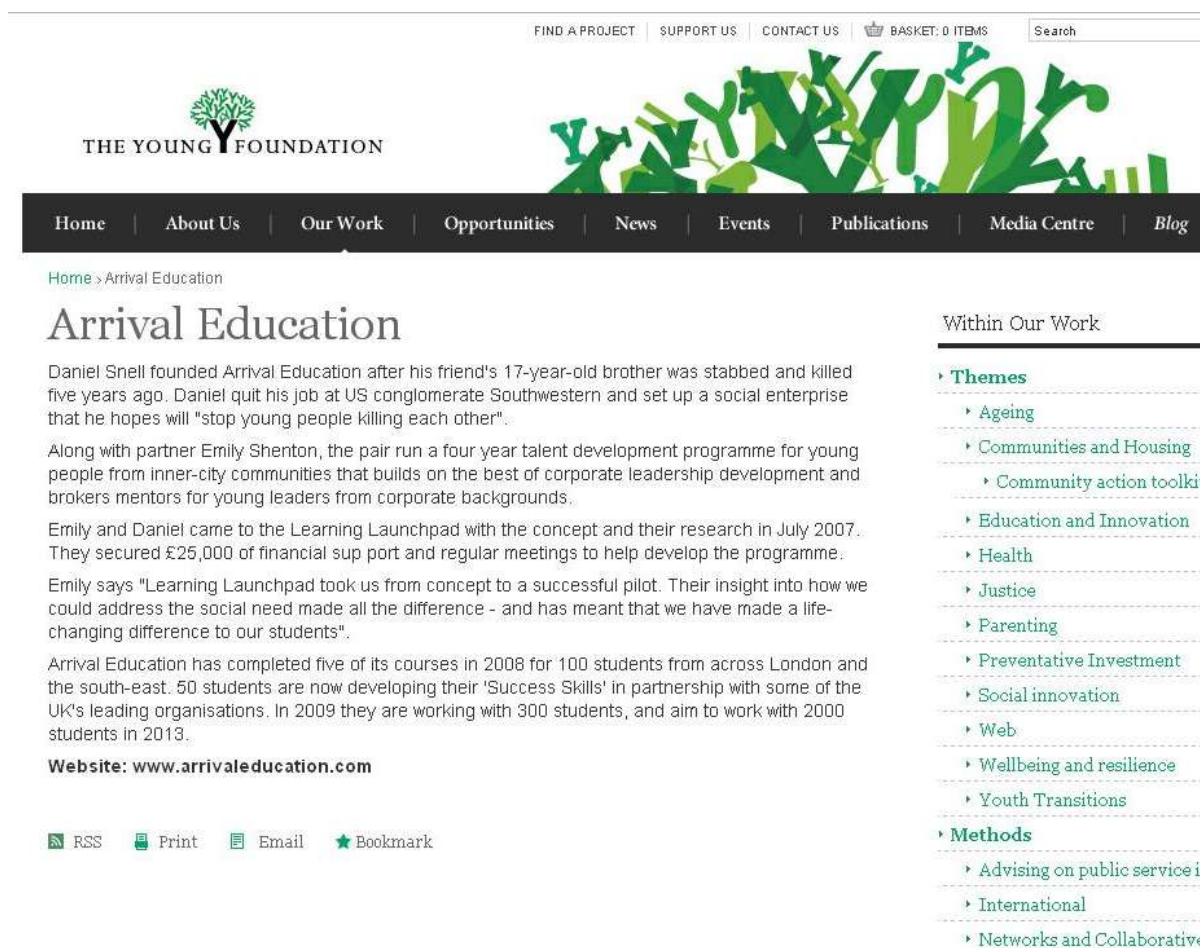 FIND A PROJECT SUPPORT US CONTACT US BASKET: 0 ITEMS Search
THE YOUNG FOUNDATION
Home About Us Our Work Opportunities News Events Publications Media Centre Blog
Home › Arrival Education
Arrival Education
Daniel Snell founded Arrival Education after his friend's 17-year-old brother was stabbed and killed
five years ago. Daniel quit his job at US conglomerate Southwestern and set up a social enterprise
that he hopes will "stop young people killing each other".
Along with partner Emily Shenton, the pair run a four year talent development programme for young
people from inner-city communities that builds on the best of corporate leadership development and
brokers mentors for young leaders from corporate backgrounds.
Emily and Daniel came to the Learning Launchpad with the concept and their research in July 2007.
They secured £25,000 of financial sup port and regular meetings to help develop the programme.
Emily says "Learning Launchpad took us from concept to a successful pilot. Their insight into how we
could address the social need made all the difference - and has meant that we have made a life-
changing difference to our students".
Arrival Education has completed five of its courses in 2008 for 100 students from across London and
the south-east. 50 students are now developing their 'Success Skills' in partnership with some of the
UK's leading organisations. In 2009 they are working with 300 students, and aim to work with 2000
students in 2013.
Website: www.arrivaleducation.com
RSS Print Email Bookmark
Within Our Work
Themes
Ageing
Communities and Housing
Community action toolki
Education and Innovation
Health
Justice
Parenting
Preventative Investment
Social innovation
Web
Wellbeing and resilience
Youth Transitions
Methods
Advising on public service i
International
Networks and Collaborative